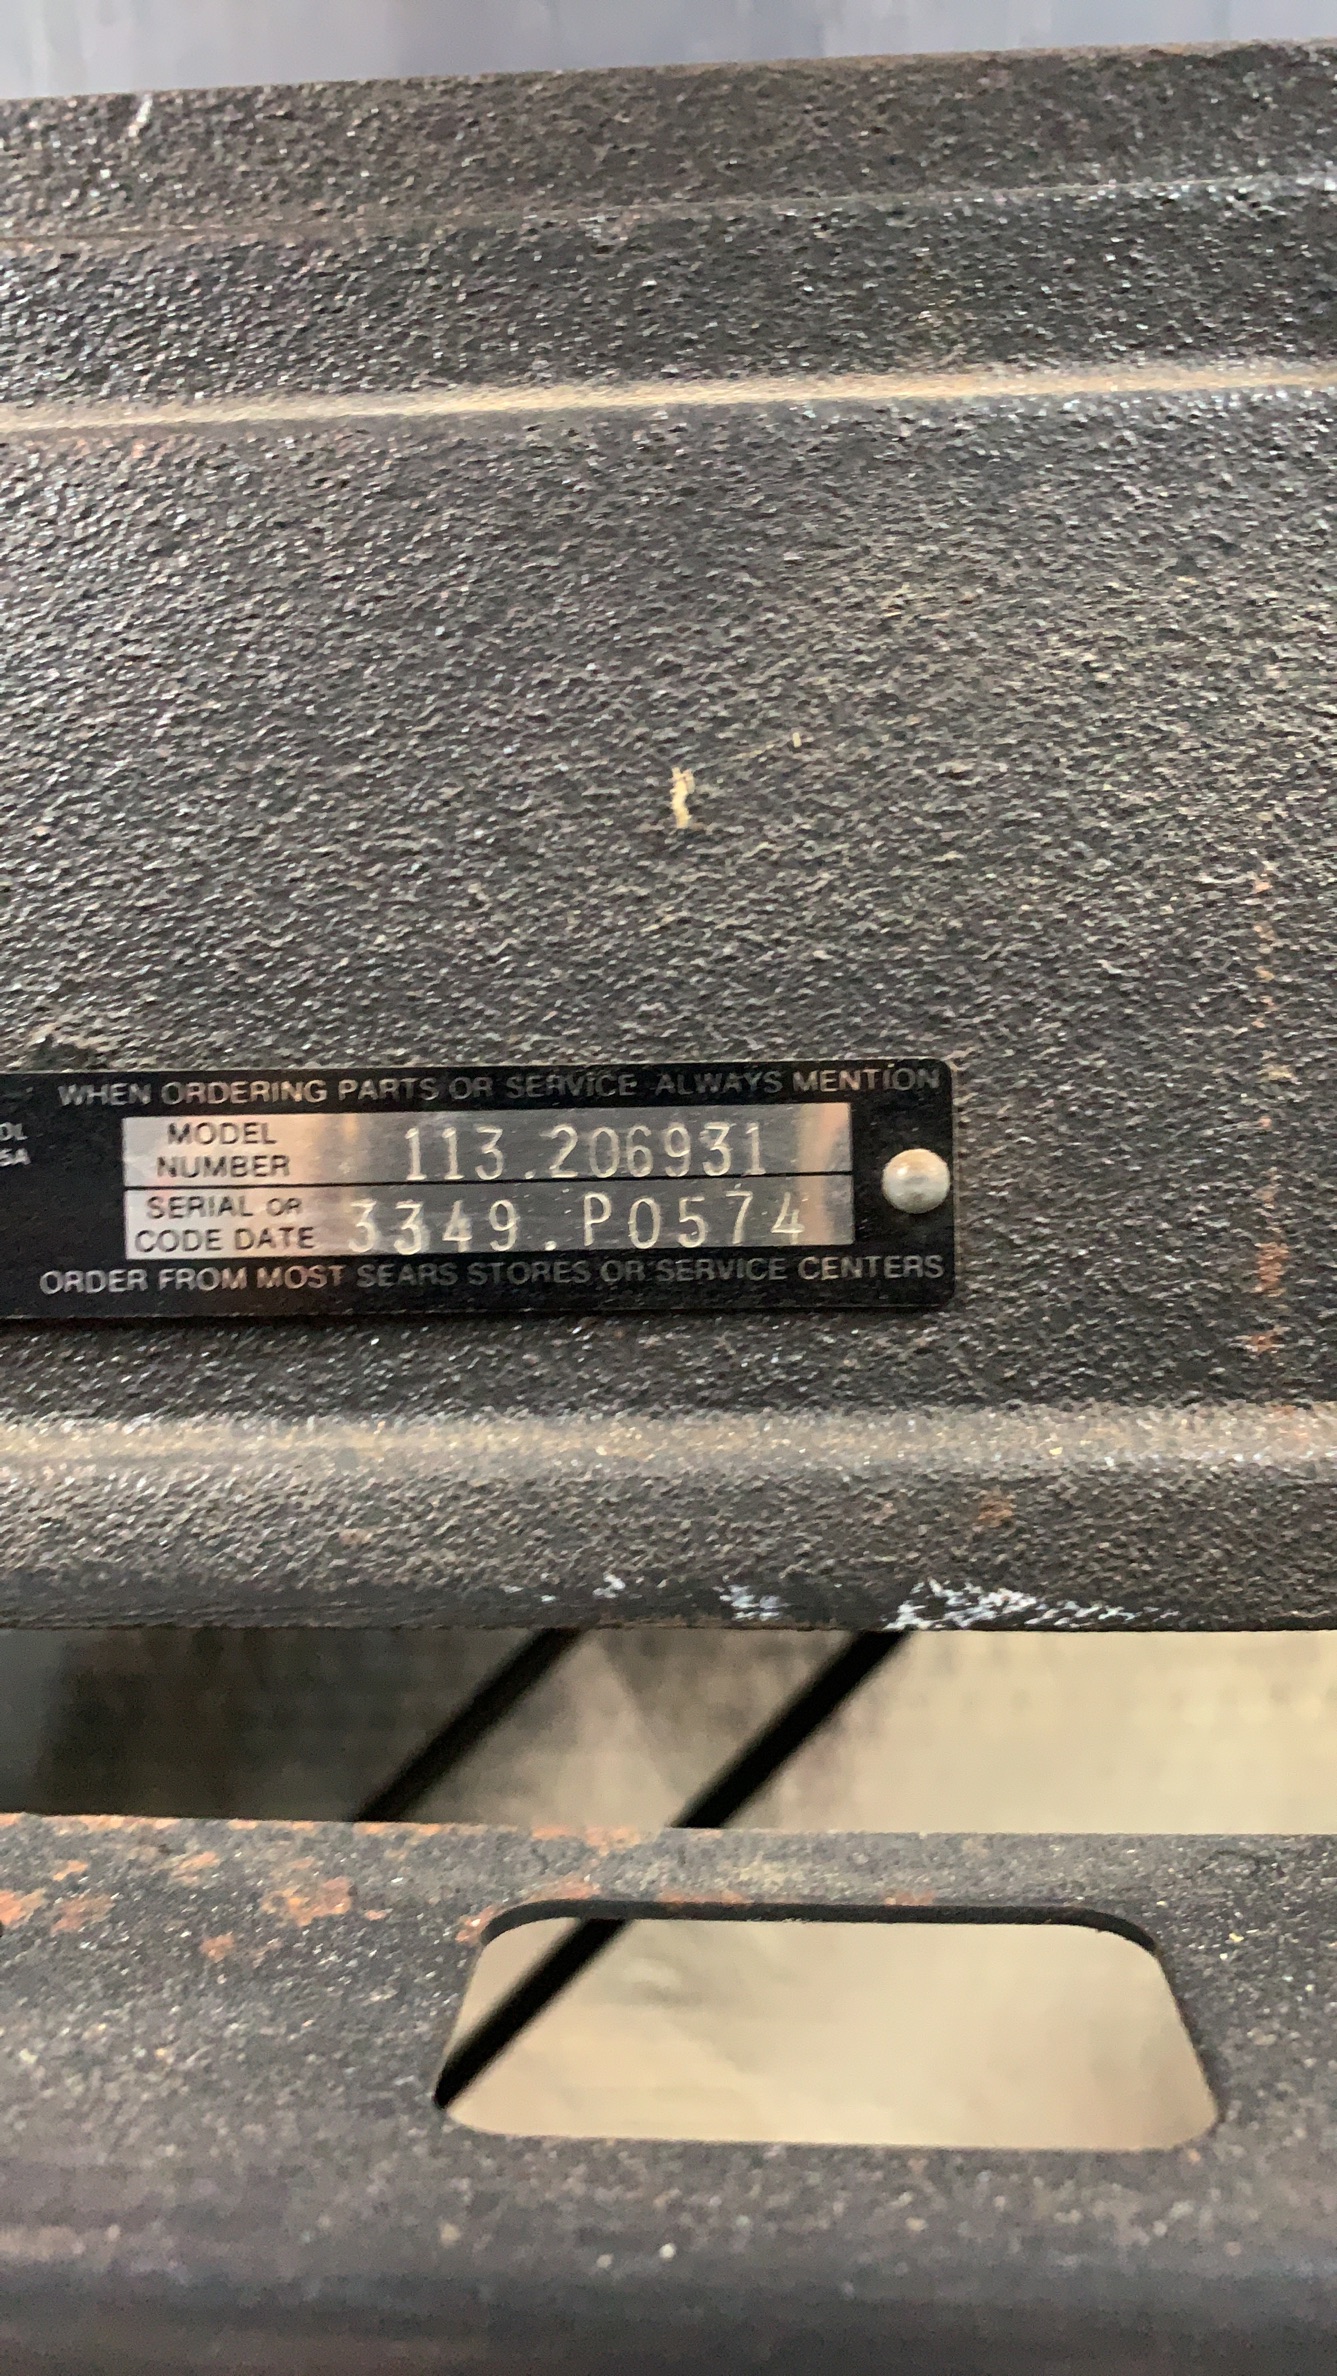 WHEN ORDERING PARTS OR SERVICE ALWAYS MENTION
MODEL NUMBER 113.206931
SERIAL OR CODE DATE 3349.P0574
ORDER FROM MOST SEARS STORES OR SERVICE CENTERS